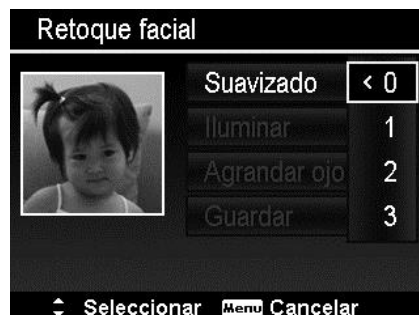 Retoque facial
Suavizado < 0
Iluminar 1
Agrandar ojo 2
Guardar 3
Seleccionar Menu Cancelar